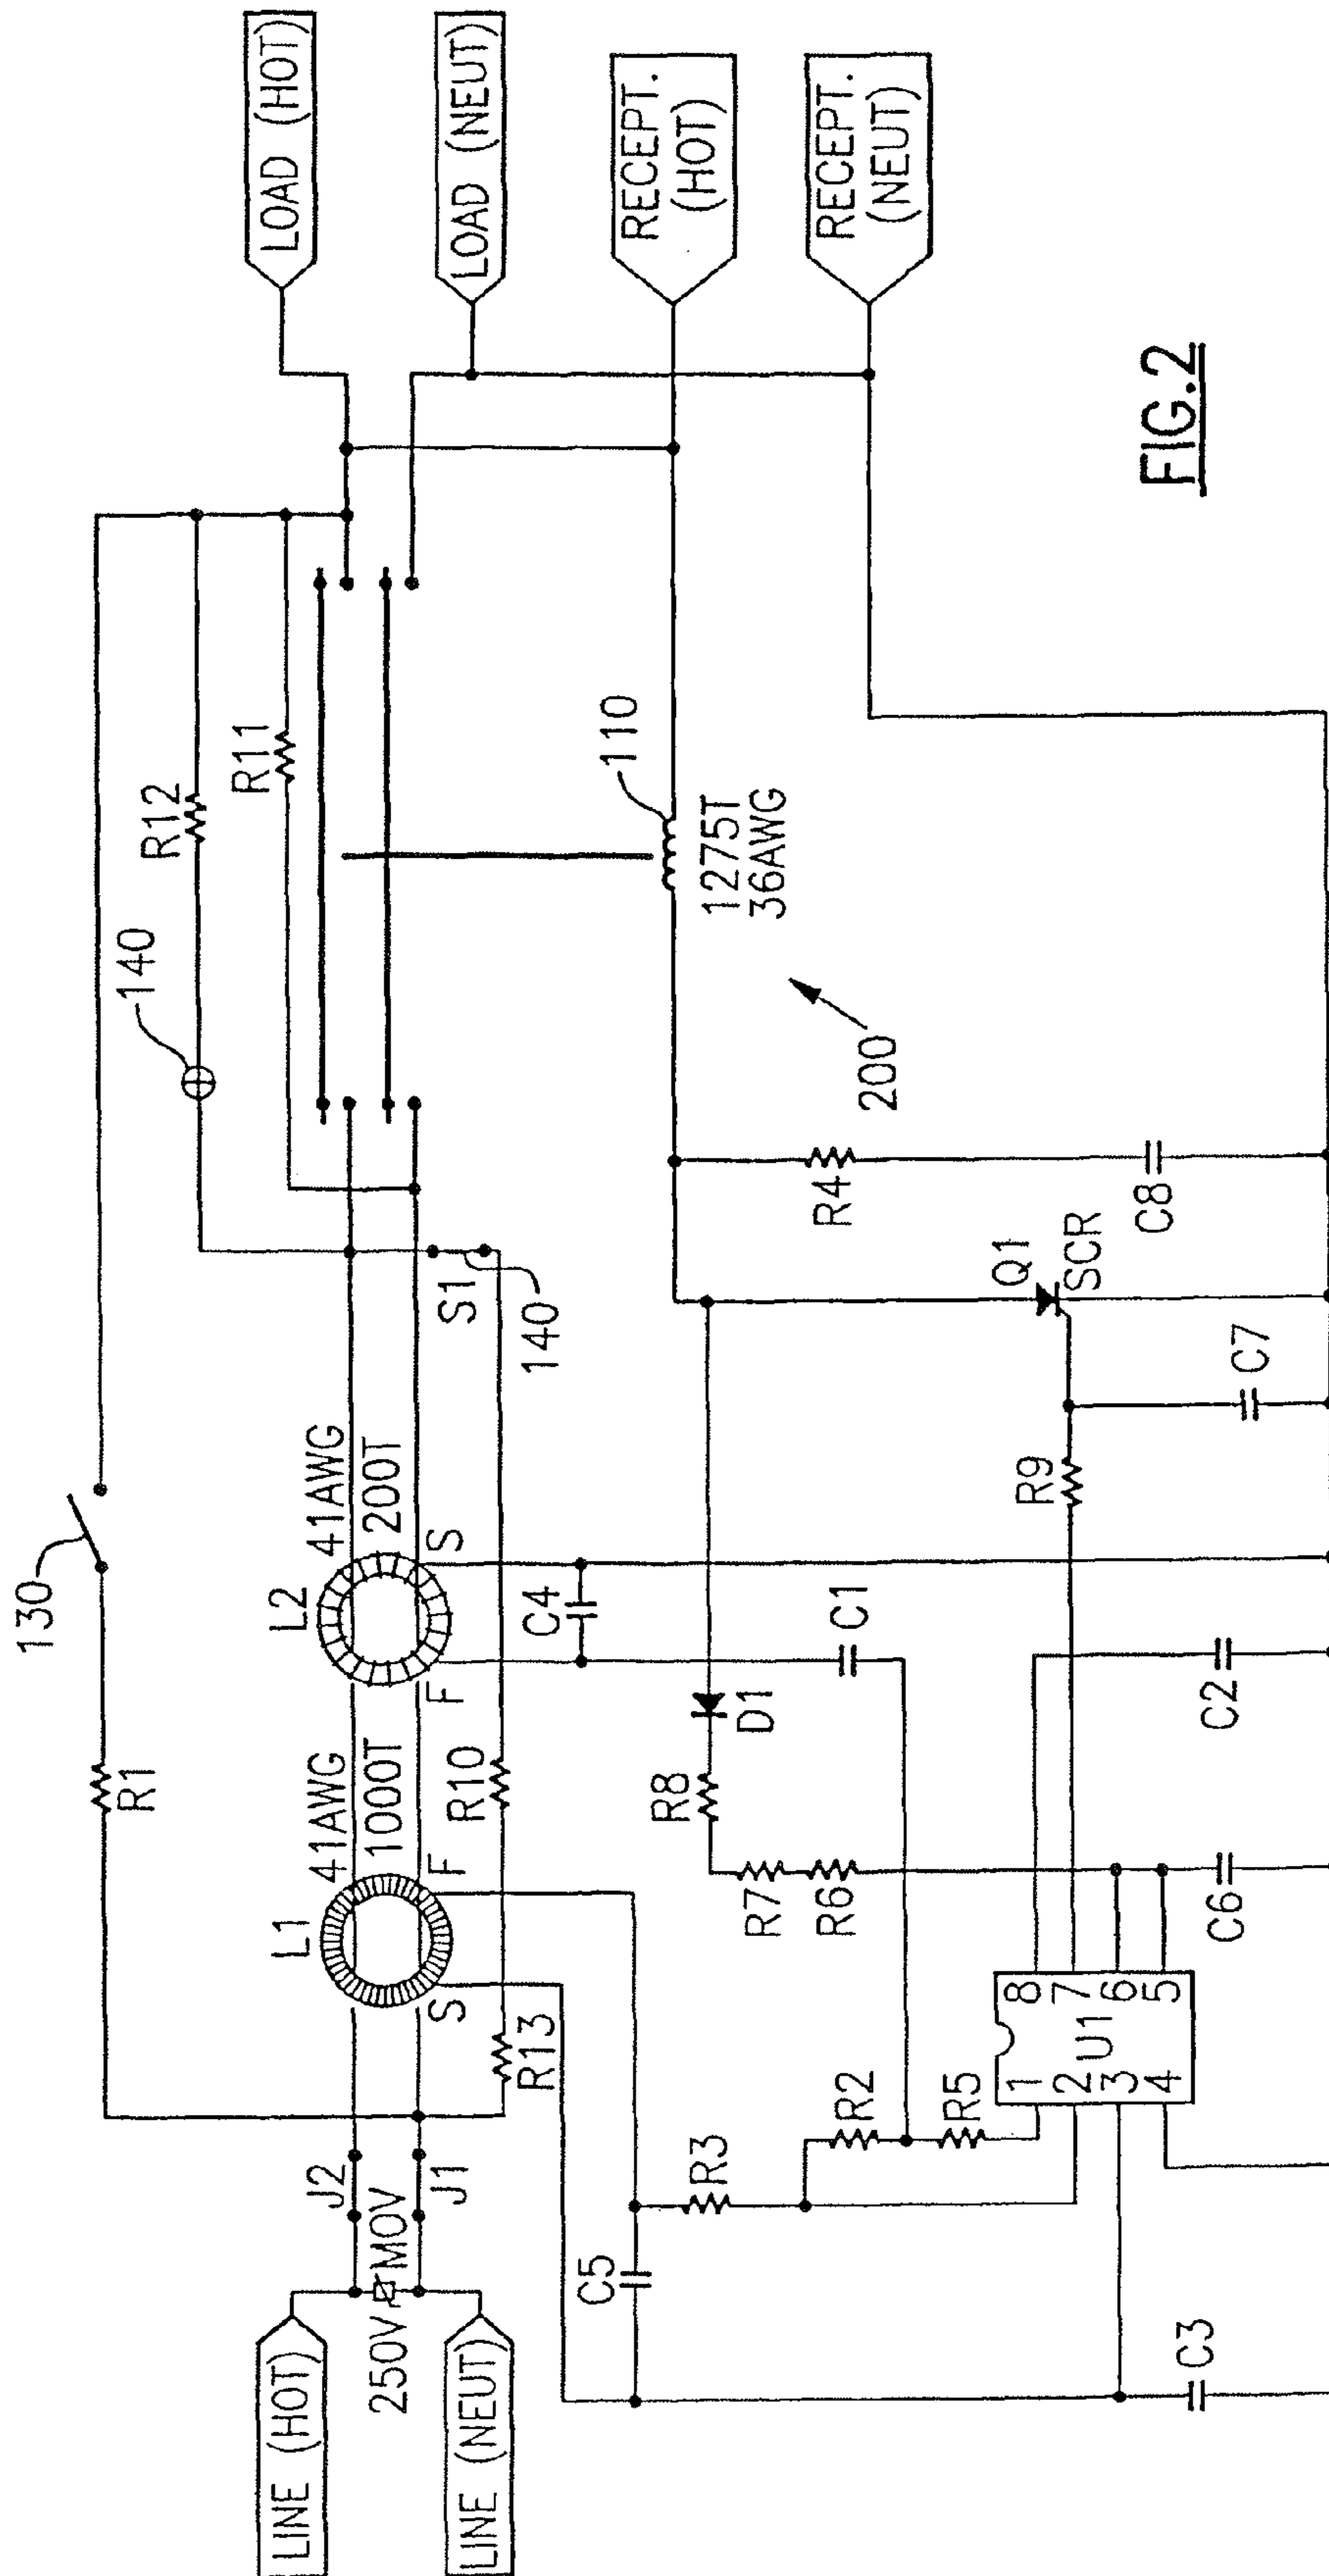 130
140
R1
R12
R11
LINE (HOT)
LINE (NEUT)
250V
MOV
J2
J1
L1
41AWG
1000T
S
F
L2
41AWG
200T
F
S
R13
R10
S1
140
LOAD (HOT)
LOAD (NEUT)
RECEPT.
(HOT)
RECEPT.
(NEUT)
110
1275T
36AWG
200
C5
R3
R2
R5
C4
C1
R8
D1
R7
R6
R4
C8
Q1
SCR
R9
C7
U1
1
2
3
4
8
7
6
5
C3
C6
C2
FIG.2